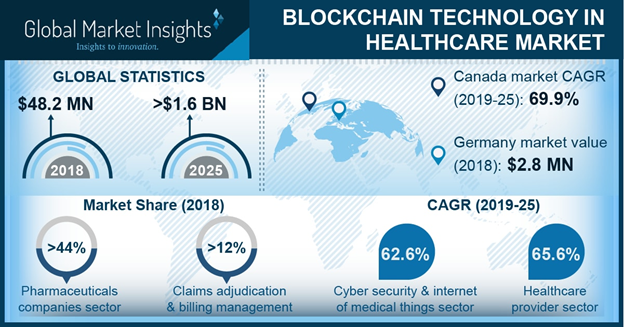 Global Market Insights
Insights to innovation.
BLOCKCHAIN TECHNOLOGY IN
HEALTHCARE MARKET
GLOBAL STATISTICS
$48.2 MN
>$1.6 BN
2018
2025
Canada market CAGR
(2019-25): 69.9%
Germany market value
(2018): $2.8 MN
Market Share (2018)
>44%
Pharmaceuticals
companies sector
>12%
Claims adjudication
& billing management
CAGR (2019-25)
62.6%
Cyber security & internet
of medical things sector
65.6%
Healthcare
provider sector